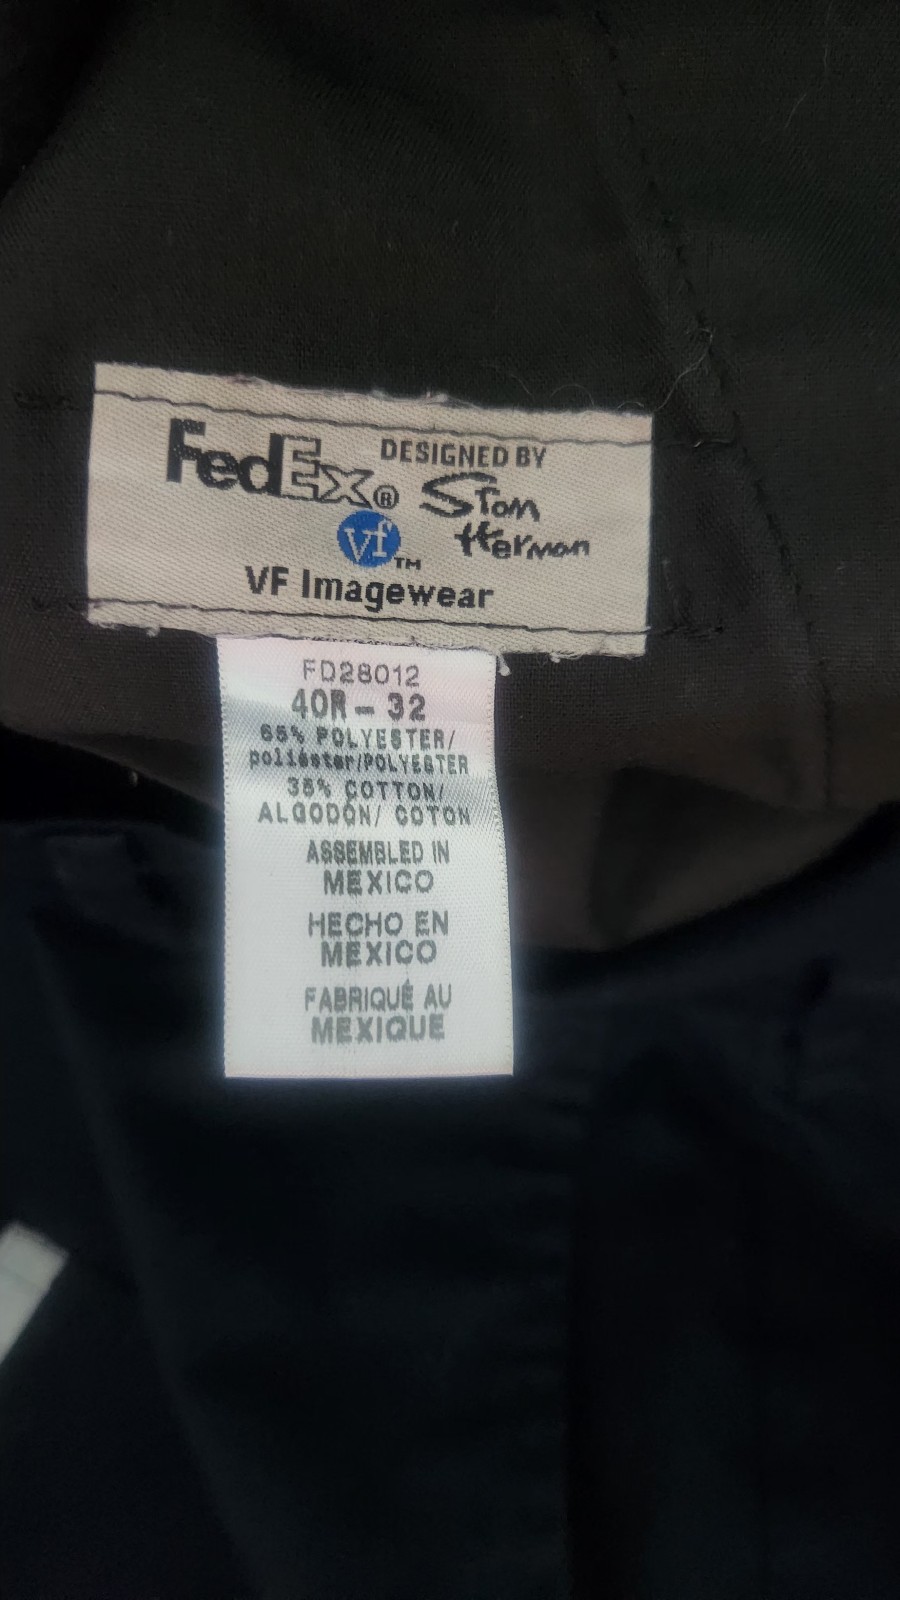 FedEx®
DESIGNED BY
Stan
Herman
vf™
VF Imagewear
FD28012
40R - 32
65% POLYESTER/
poliéster/POLYESTER
35% COTTON/
ALGODÓN/ COTON
ASSEMBLED IN
MEXICO
HECHO EN
MEXICO
FABRIQUÉ AU
MEXIQUE